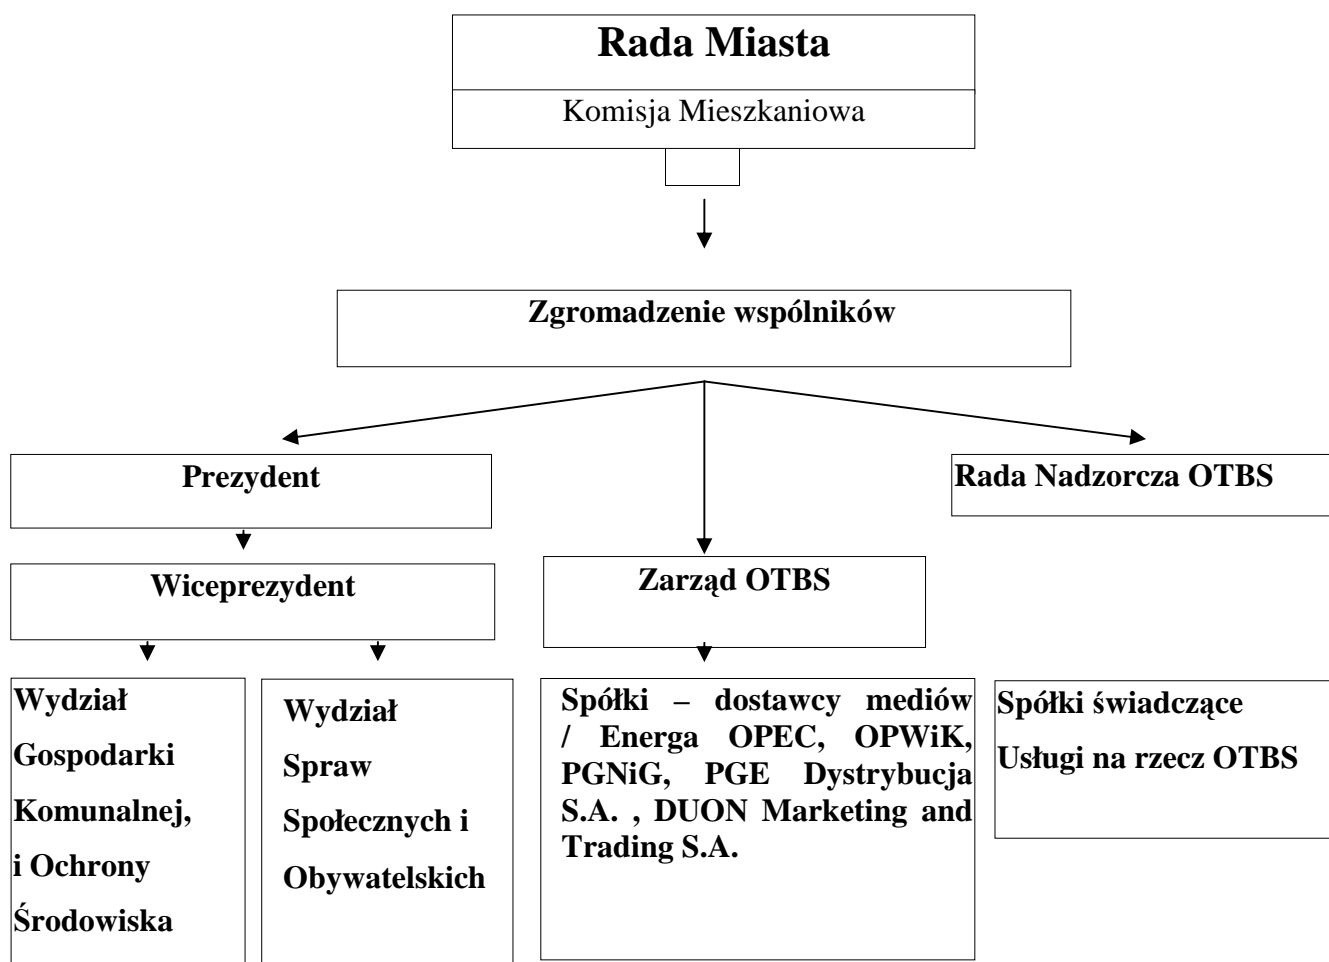 Rada Miasta
Komisja Mieszkaniowa
Zgromadzenie wspólników
Prezydent
Rada Nadzorcza OTBS
Wiceprezydent
Zarząd OTBS
Wydział
Gospodarki
Komunalnej,
i Ochrony
Środowiska
Wydział
Spraw
Społecznych i
Obywatelskich
Spółki – dostawcy mediów
/ Energa OPEC, OPWiK,
PGNiG, PGE Dystrybucja
S.A. , DUON Marketing and
Trading S.A.
Spółki świadczące
Usługi na rzecz OTBS